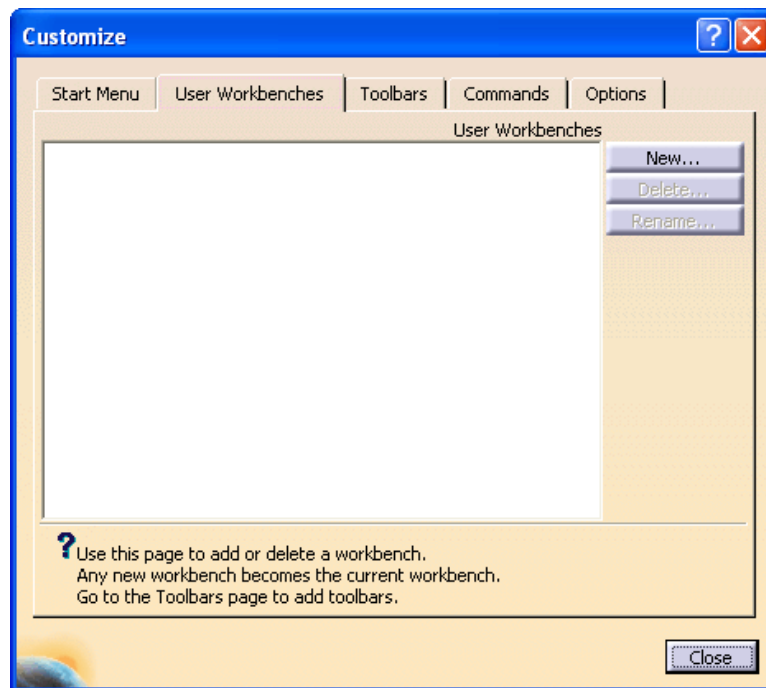 Customize
Start Menu User Workbenches Toolbars Commands Options
User Workbenches
New...
Delete...
Rename...
?Use this page to add or delete a workbench.
Any new workbench becomes the current workbench.
Go to the Toolbars page to add toolbars.
Close